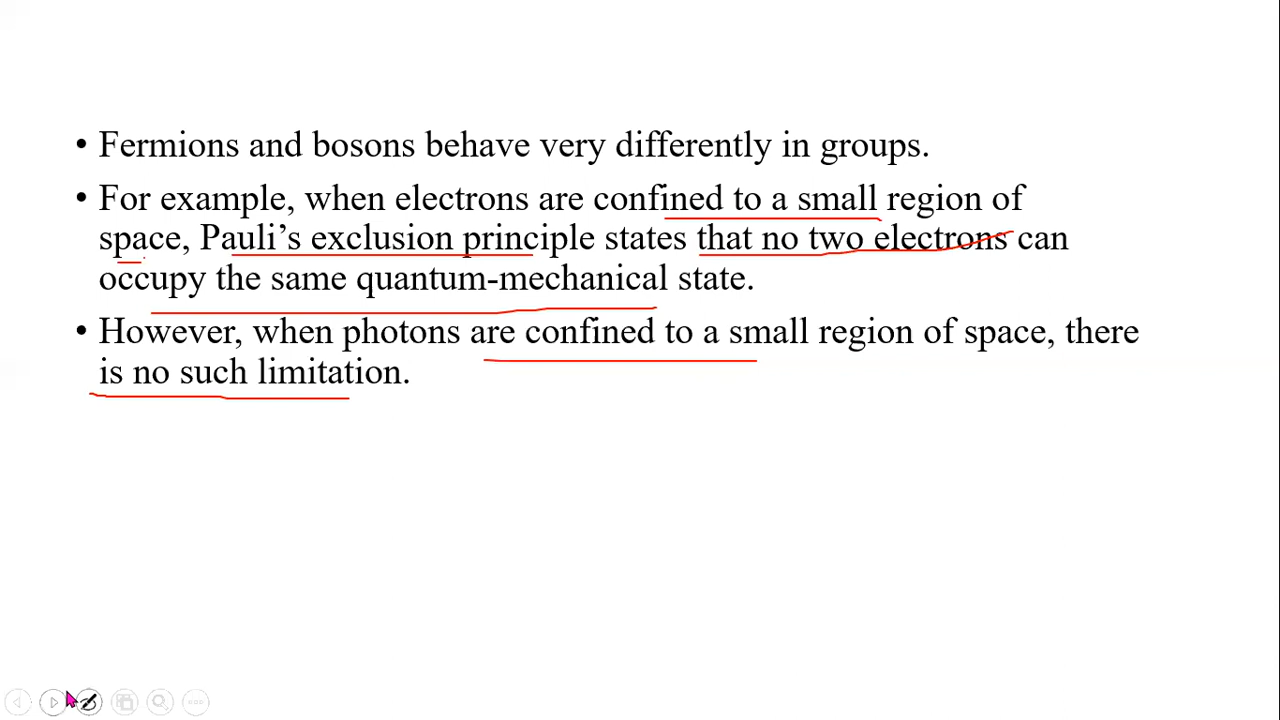 • Fermions and bosons behave very differently in groups.
• For example, when electrons are confined to a small region of
space, Pauli’s exclusion principle states that no two electrons can
occupy the same quantum-mechanical state.
• However, when photons are confined to a small region of space, there
is no such limitation.